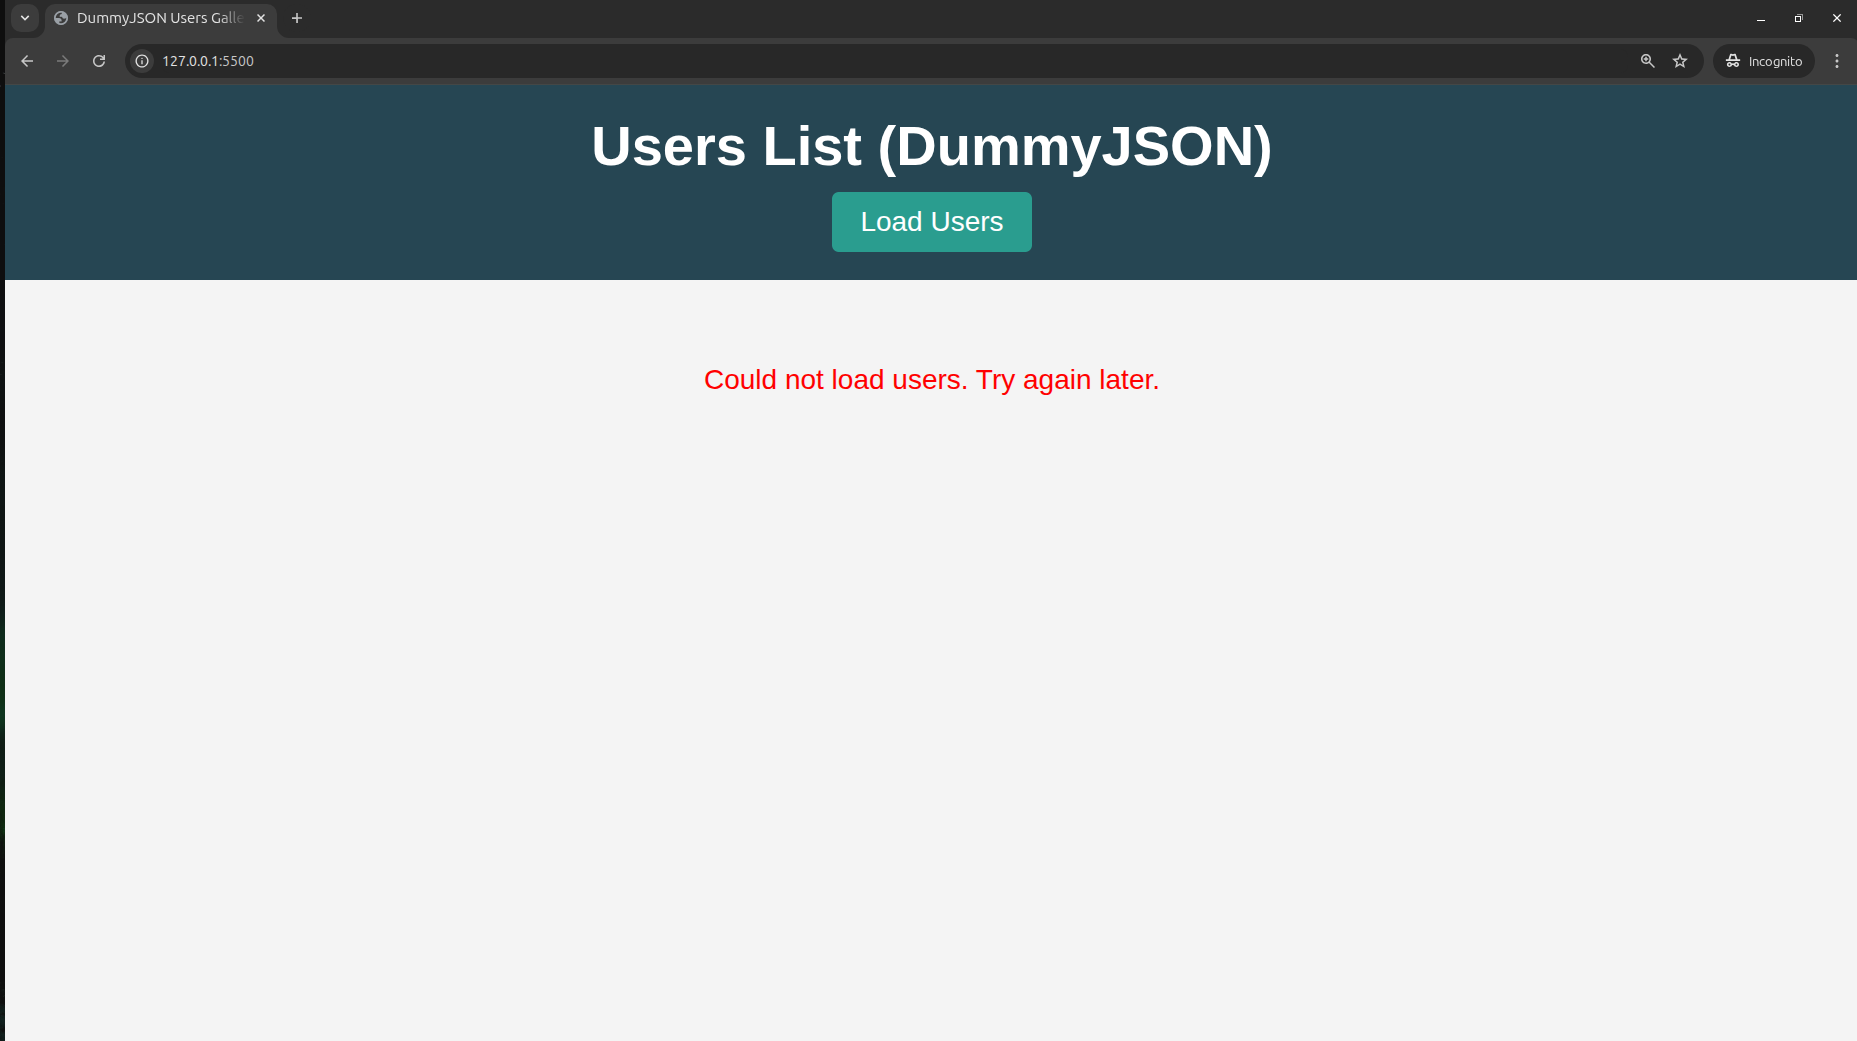 DummyJSON Users Galle
127.0.0.1:5500
Incognito
Users List (DummyJSON)
Load Users
Could not load users. Try again later.